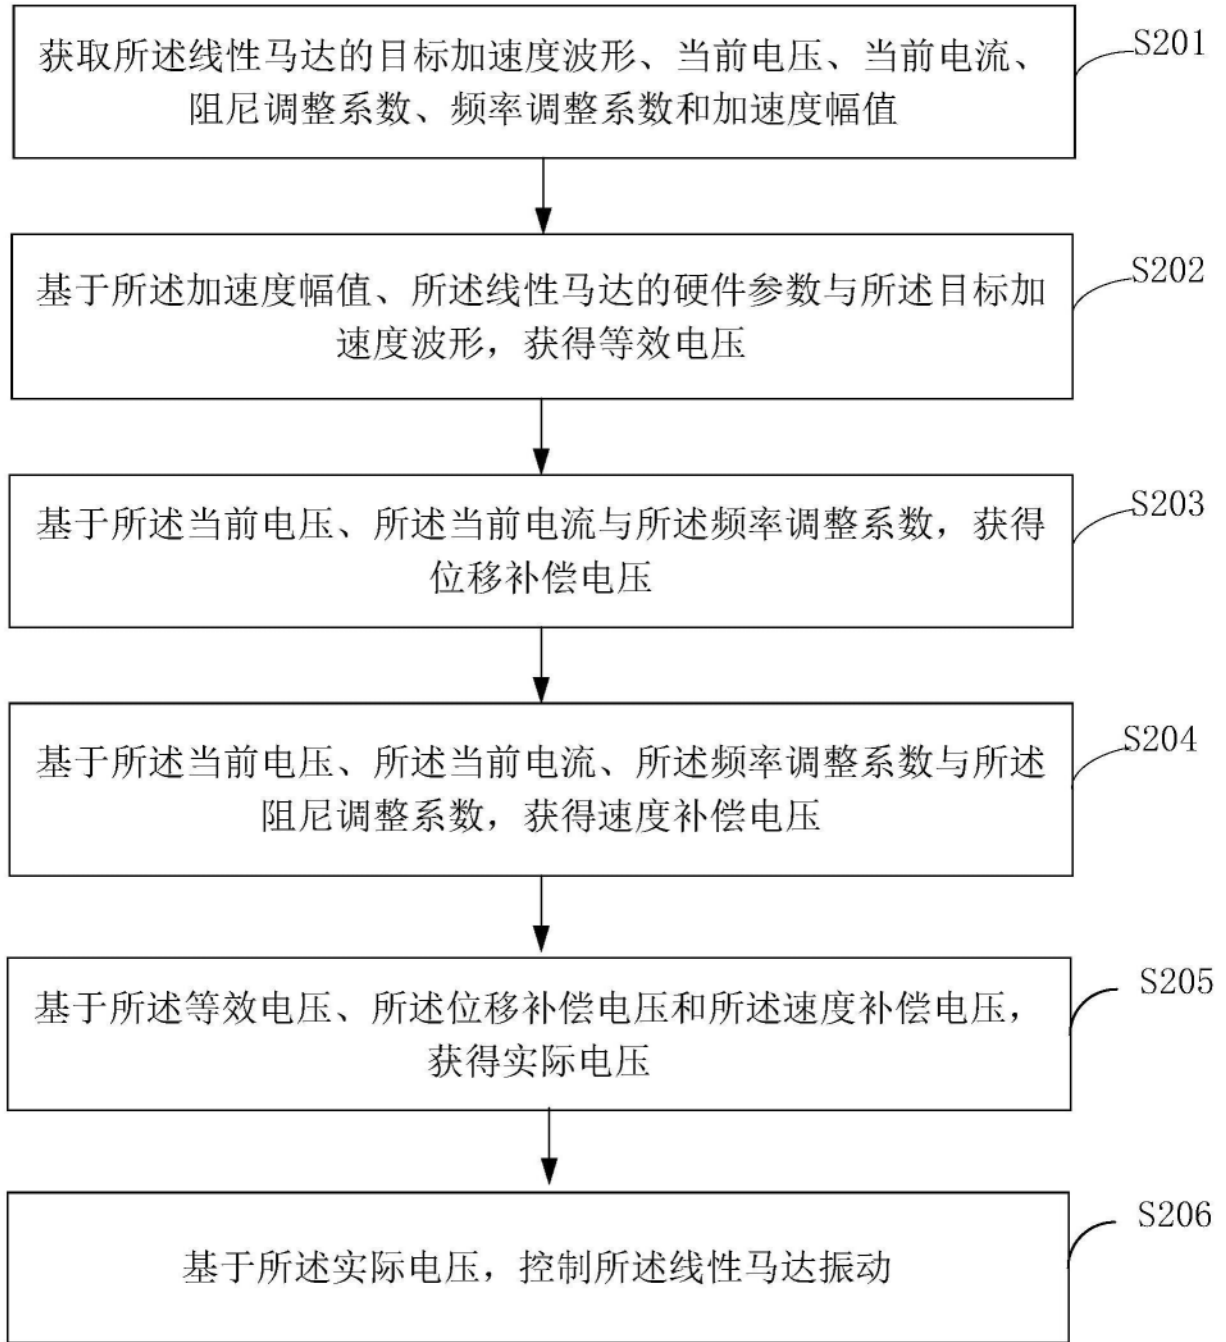 获取所述线性马达的目标加速度波形、当前电压、当前电流、
阻尼调整系数、频率调整系数和加速度幅值
S201
基于所述加速度幅值、所述线性马达的硬件参数与所述目标加
速度波形，获得等效电压
S202
基于所述当前电压、所述当前电流与所述频率调整系数，获得
位移补偿电压
S203
基于所述当前电压、所述当前电流、所述频率调整系数与所述
阻尼调整系数，获得速度补偿电压
S204
基于所述等效电压、所述位移补偿电压和所述速度补偿电压，
获得实际电压
S205
基于所述实际电压，控制所述线性马达振动
S206